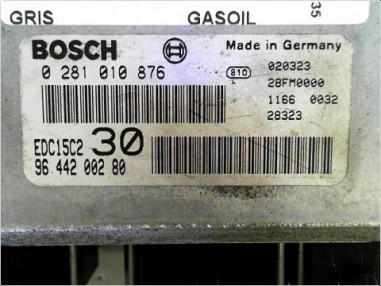 GRIS GASOIL 35
BOSCH Made in Germany
0 281 010 876 810 020323
28FM0000
1166 0032
28323
EDC15C2 30
96 442 002 80